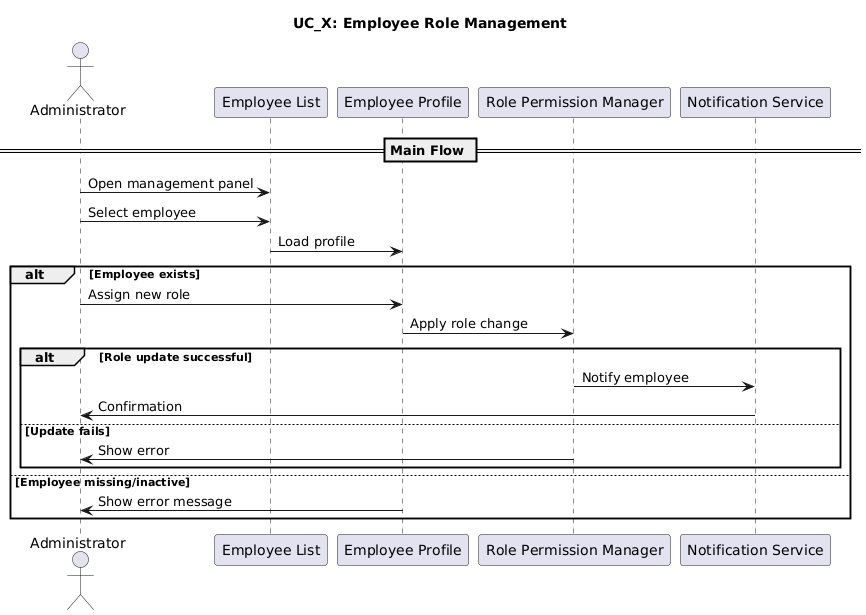 UC_X: Employee Role Management
Administrator
Employee List
Employee Profile
Role Permission Manager
Notification Service
Main Flow
Open management panel
Select employee
Load profile
alt
[Employee exists]
Assign new role
Apply role change
alt
[Role update successful]
Notify employee
Confirmation
[Update fails]
Show error
[Employee missing/inactive]
Show error message
Administrator
Employee List
Employee Profile
Role Permission Manager
Notification Service